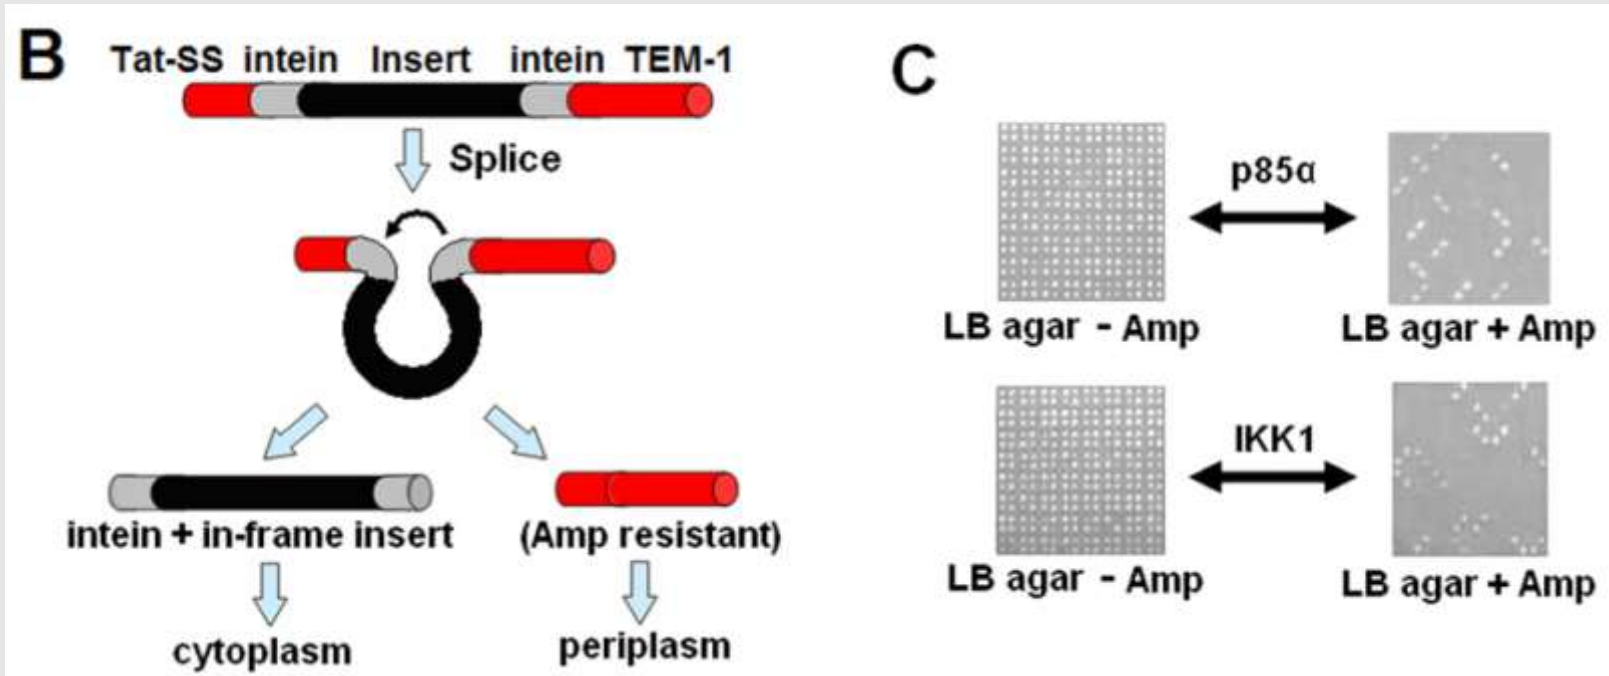 B
Tat-SS intein Insert intein TEM-1
Splice
intein + in-frame insert
(Amp resistant)
cytoplasm
periplasm
C
p85α
LB agar - Amp
LB agar + Amp
IKK1
LB agar - Amp
LB agar + Amp